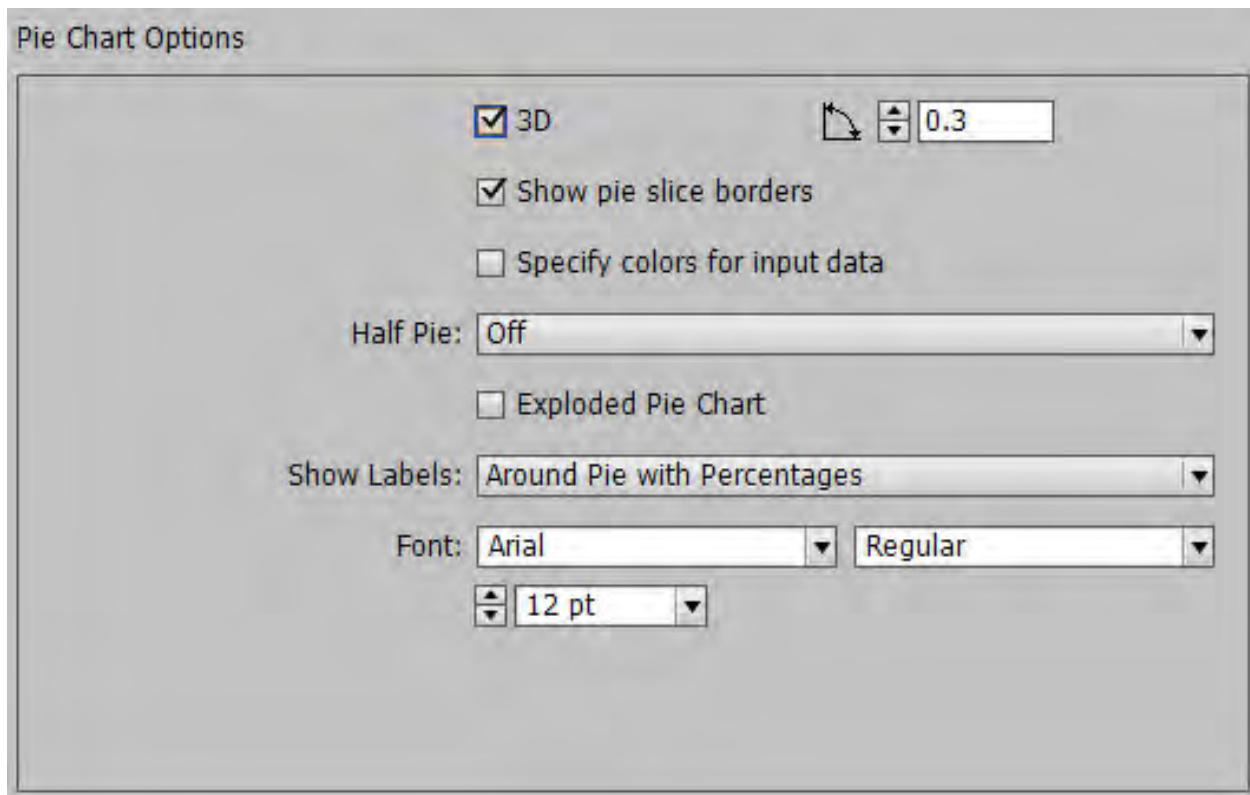 Pie Chart Options
3D 0.3
Show pie slice borders
Specify colors for input data
Half Pie: Off
Exploded Pie Chart
Show Labels: Around Pie with Percentages
Font: Arial Regular
12 pt